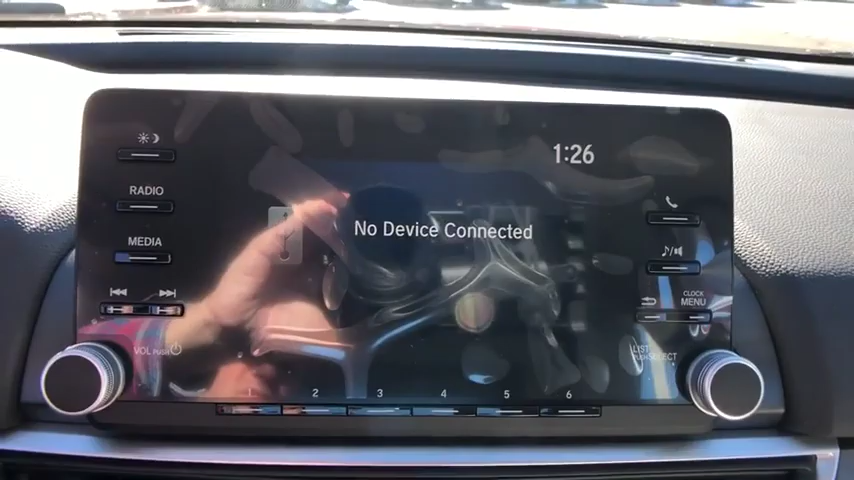 1:26
RADIO
No Device Connected
MEDIA
CLOCK
MENU
VOL PUSH
LIST
PUSH SELECT
1 2 3 4 5 6